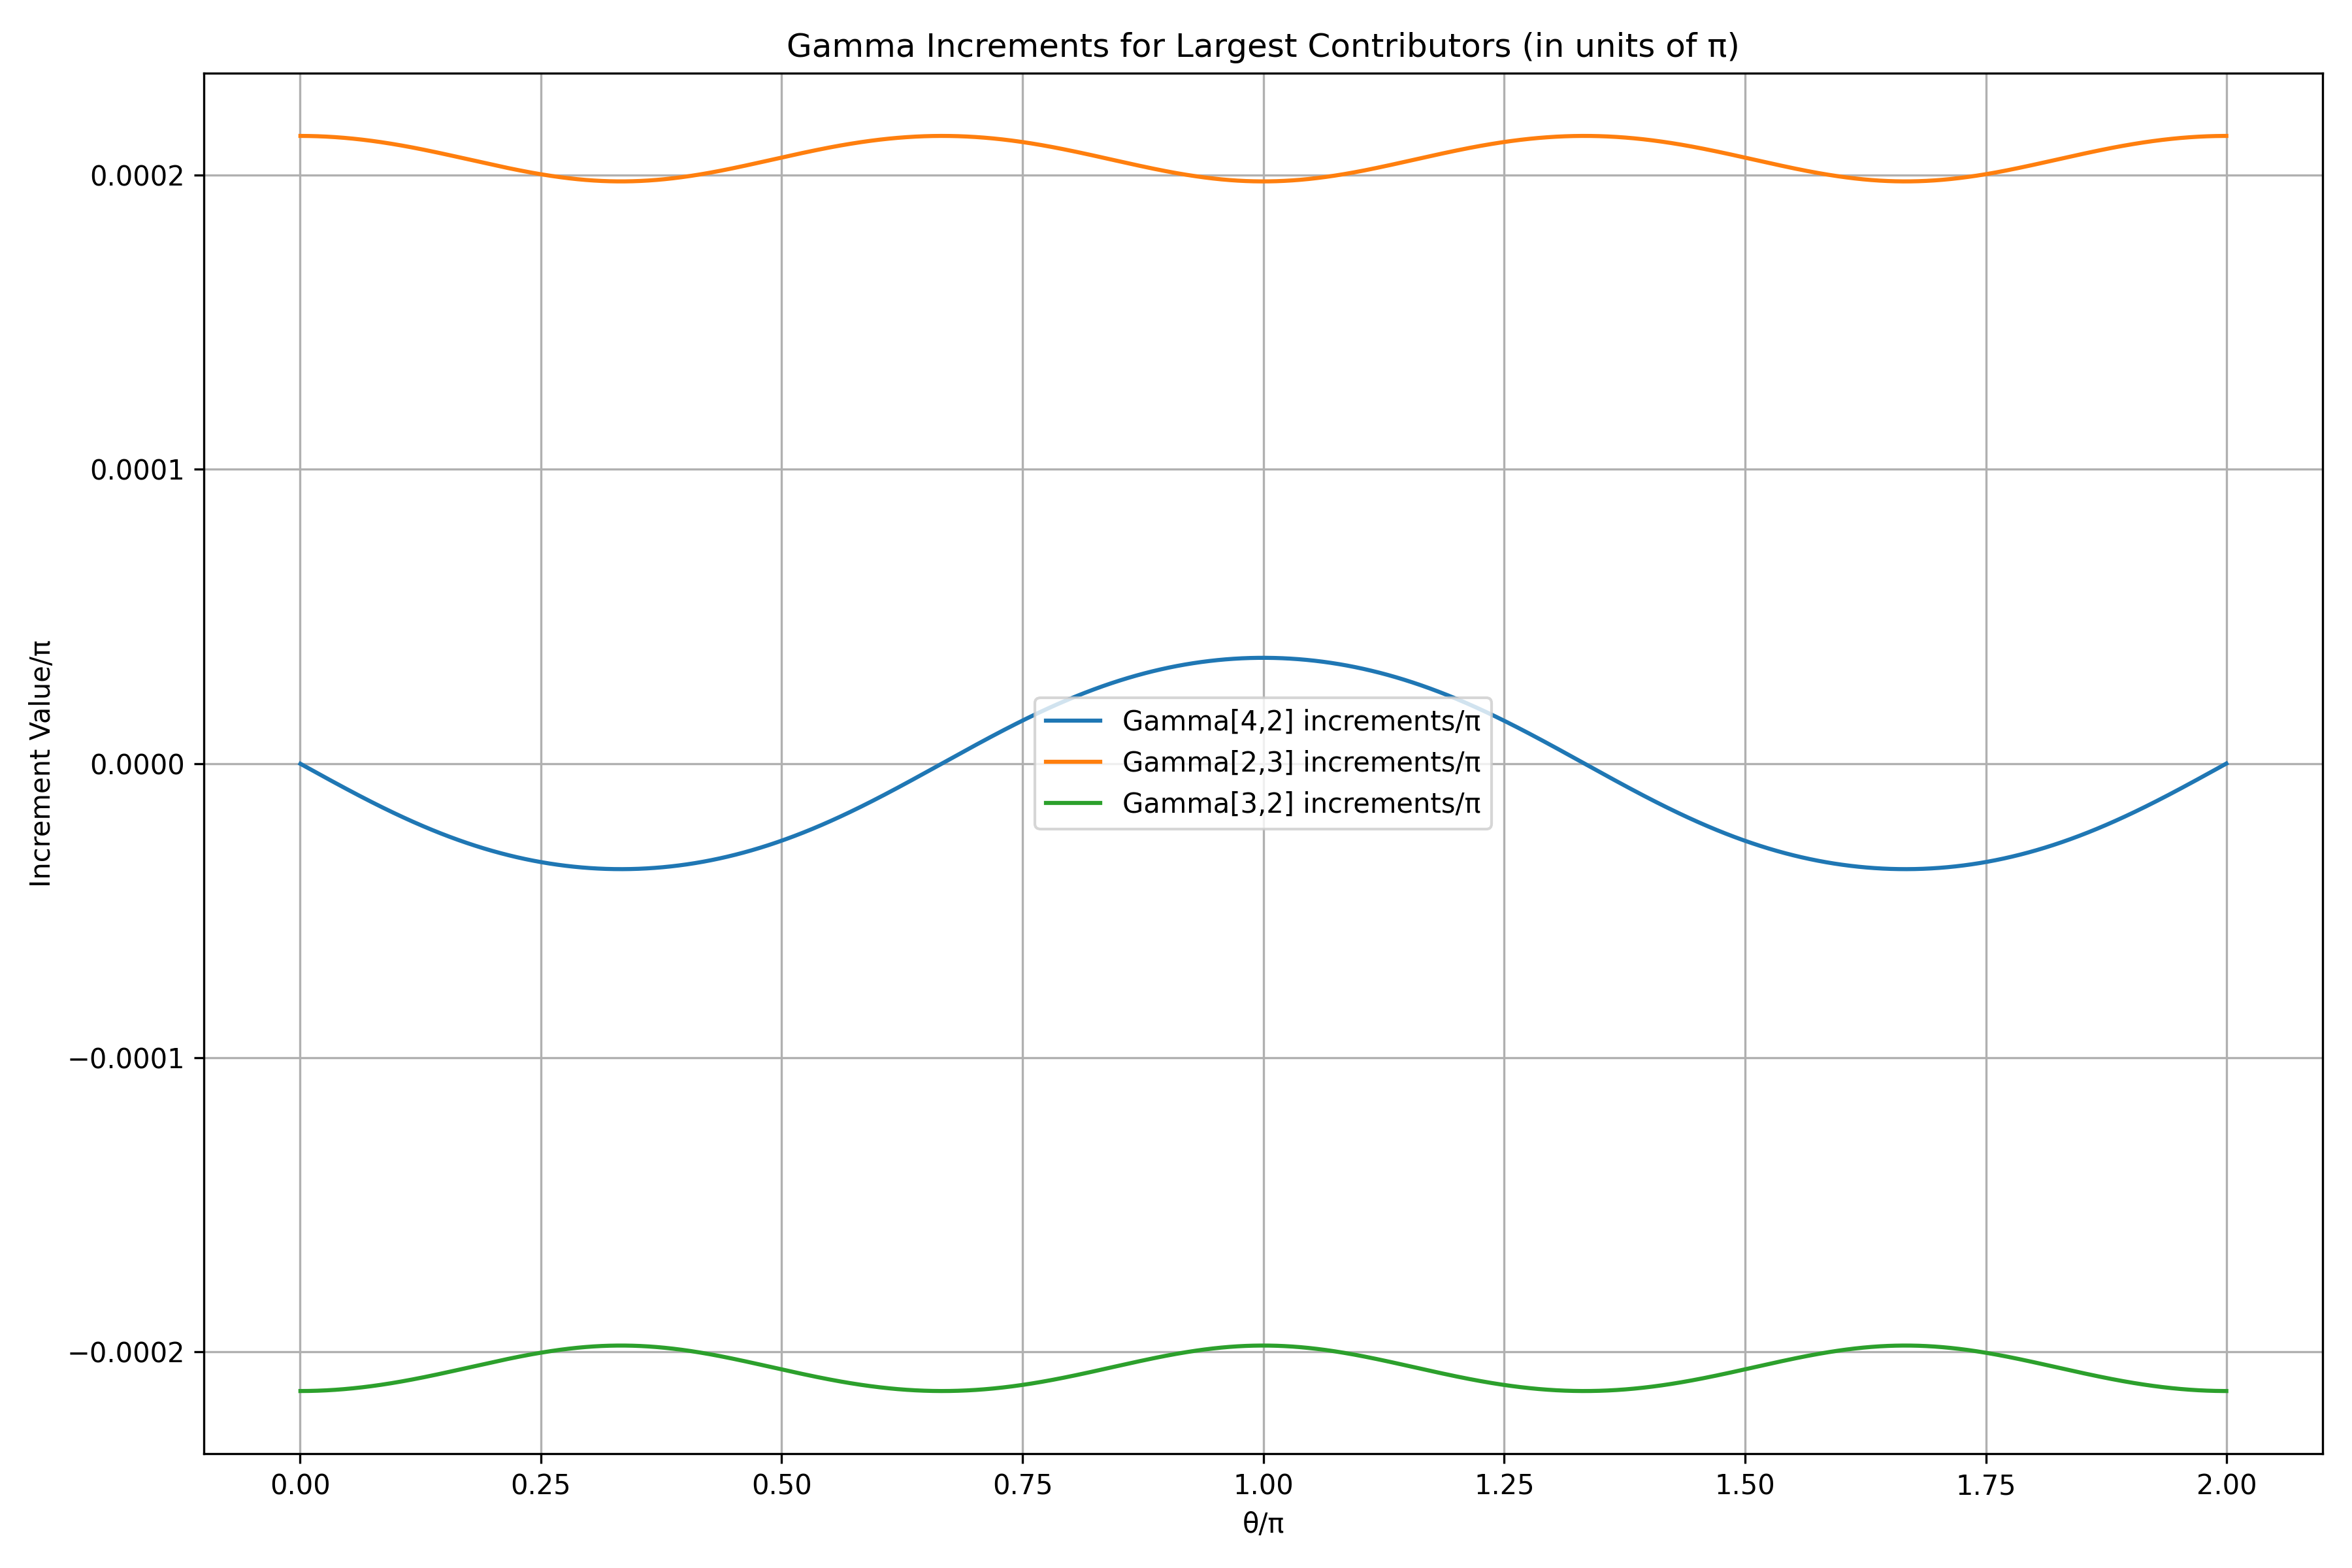 Gamma Increments for Largest Contributors (in units of π)
Increment Value/π
0.0002
0.0001
0.0000
−0.0001
−0.0002
Gamma[4,2] increments/π
Gamma[2,3] increments/π
Gamma[3,2] increments/π
0.00 0.25 0.50 0.75 1.00 1.25 1.50 1.75 2.00
θ/π